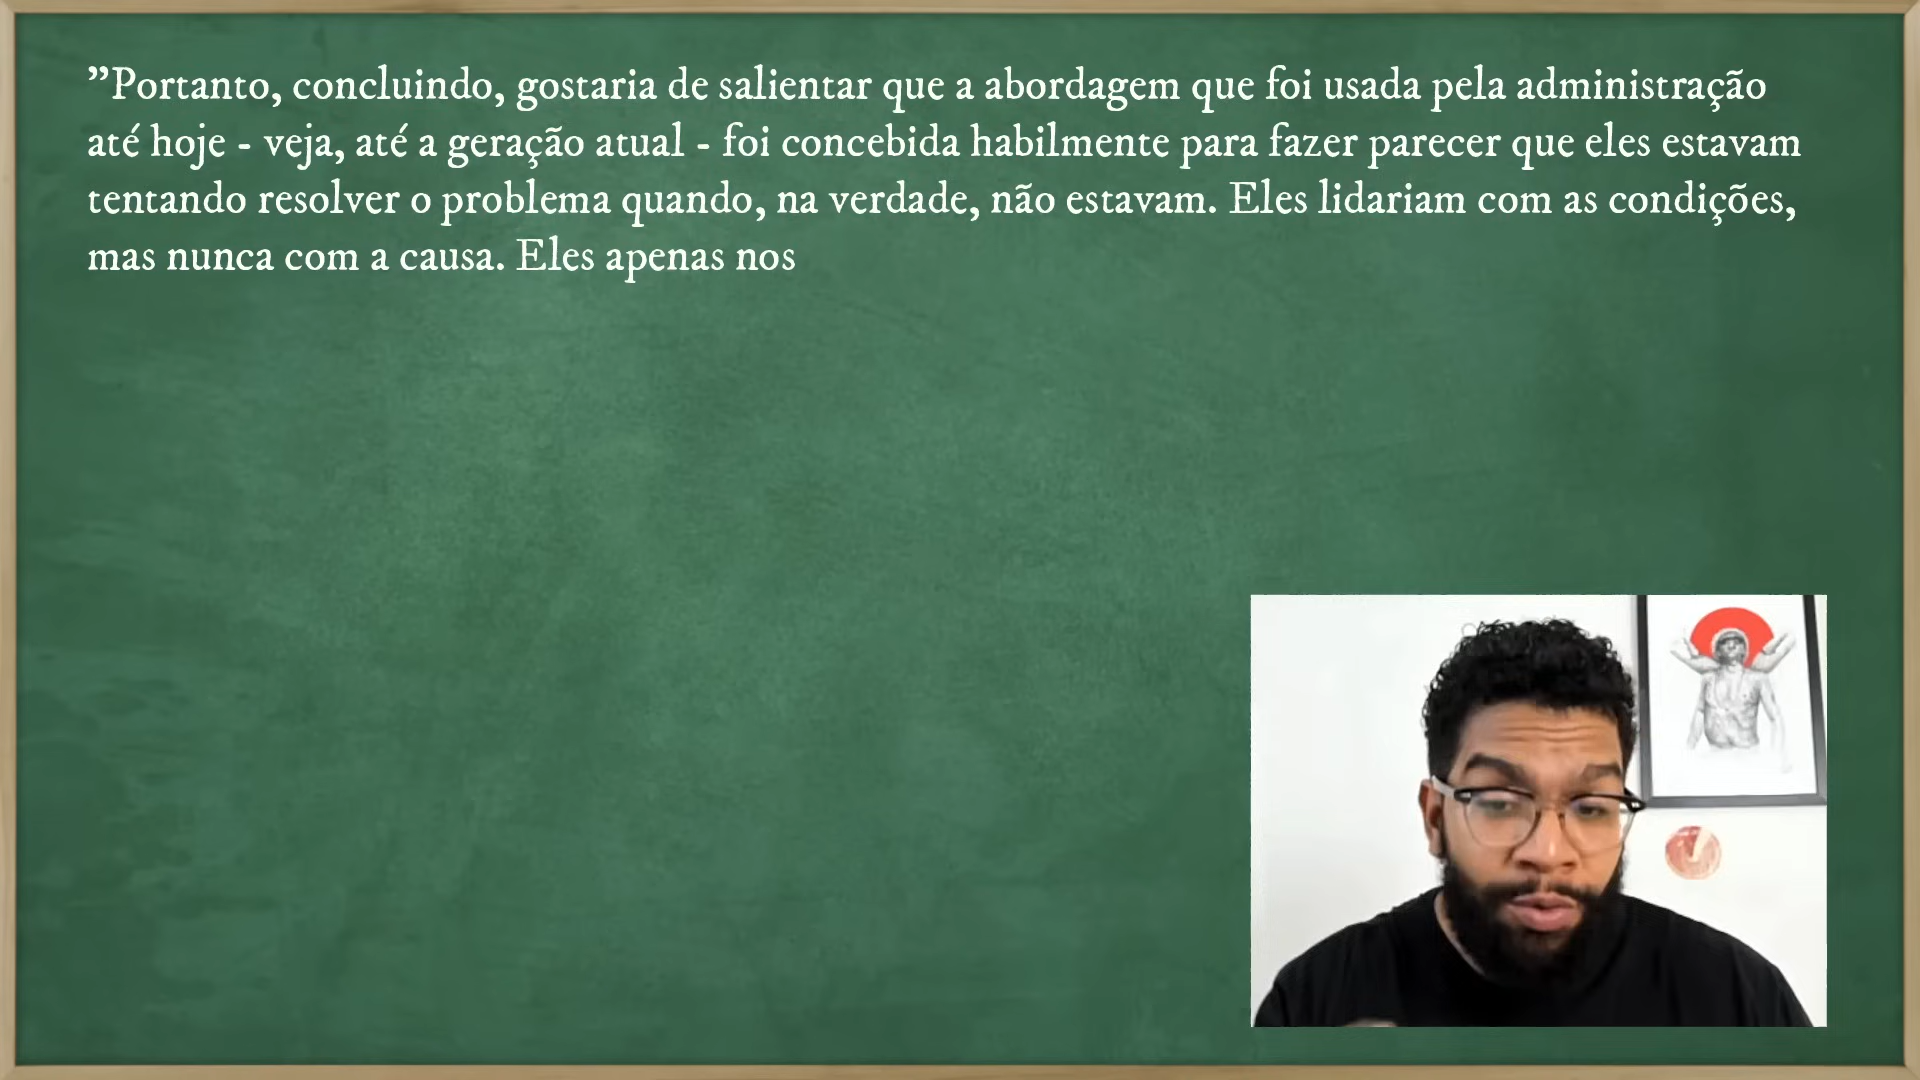 ”Portanto, concluindo, gostaria de salientar que a abordagem que foi usada pela administração
até hoje - veja, até a geração atual - foi concebida habilmente para fazer parecer que eles estavam
tentando resolver o problema quando, na verdade, não estavam. Eles lidariam com as condições,
mas nunca com a causa. Eles apenas nos